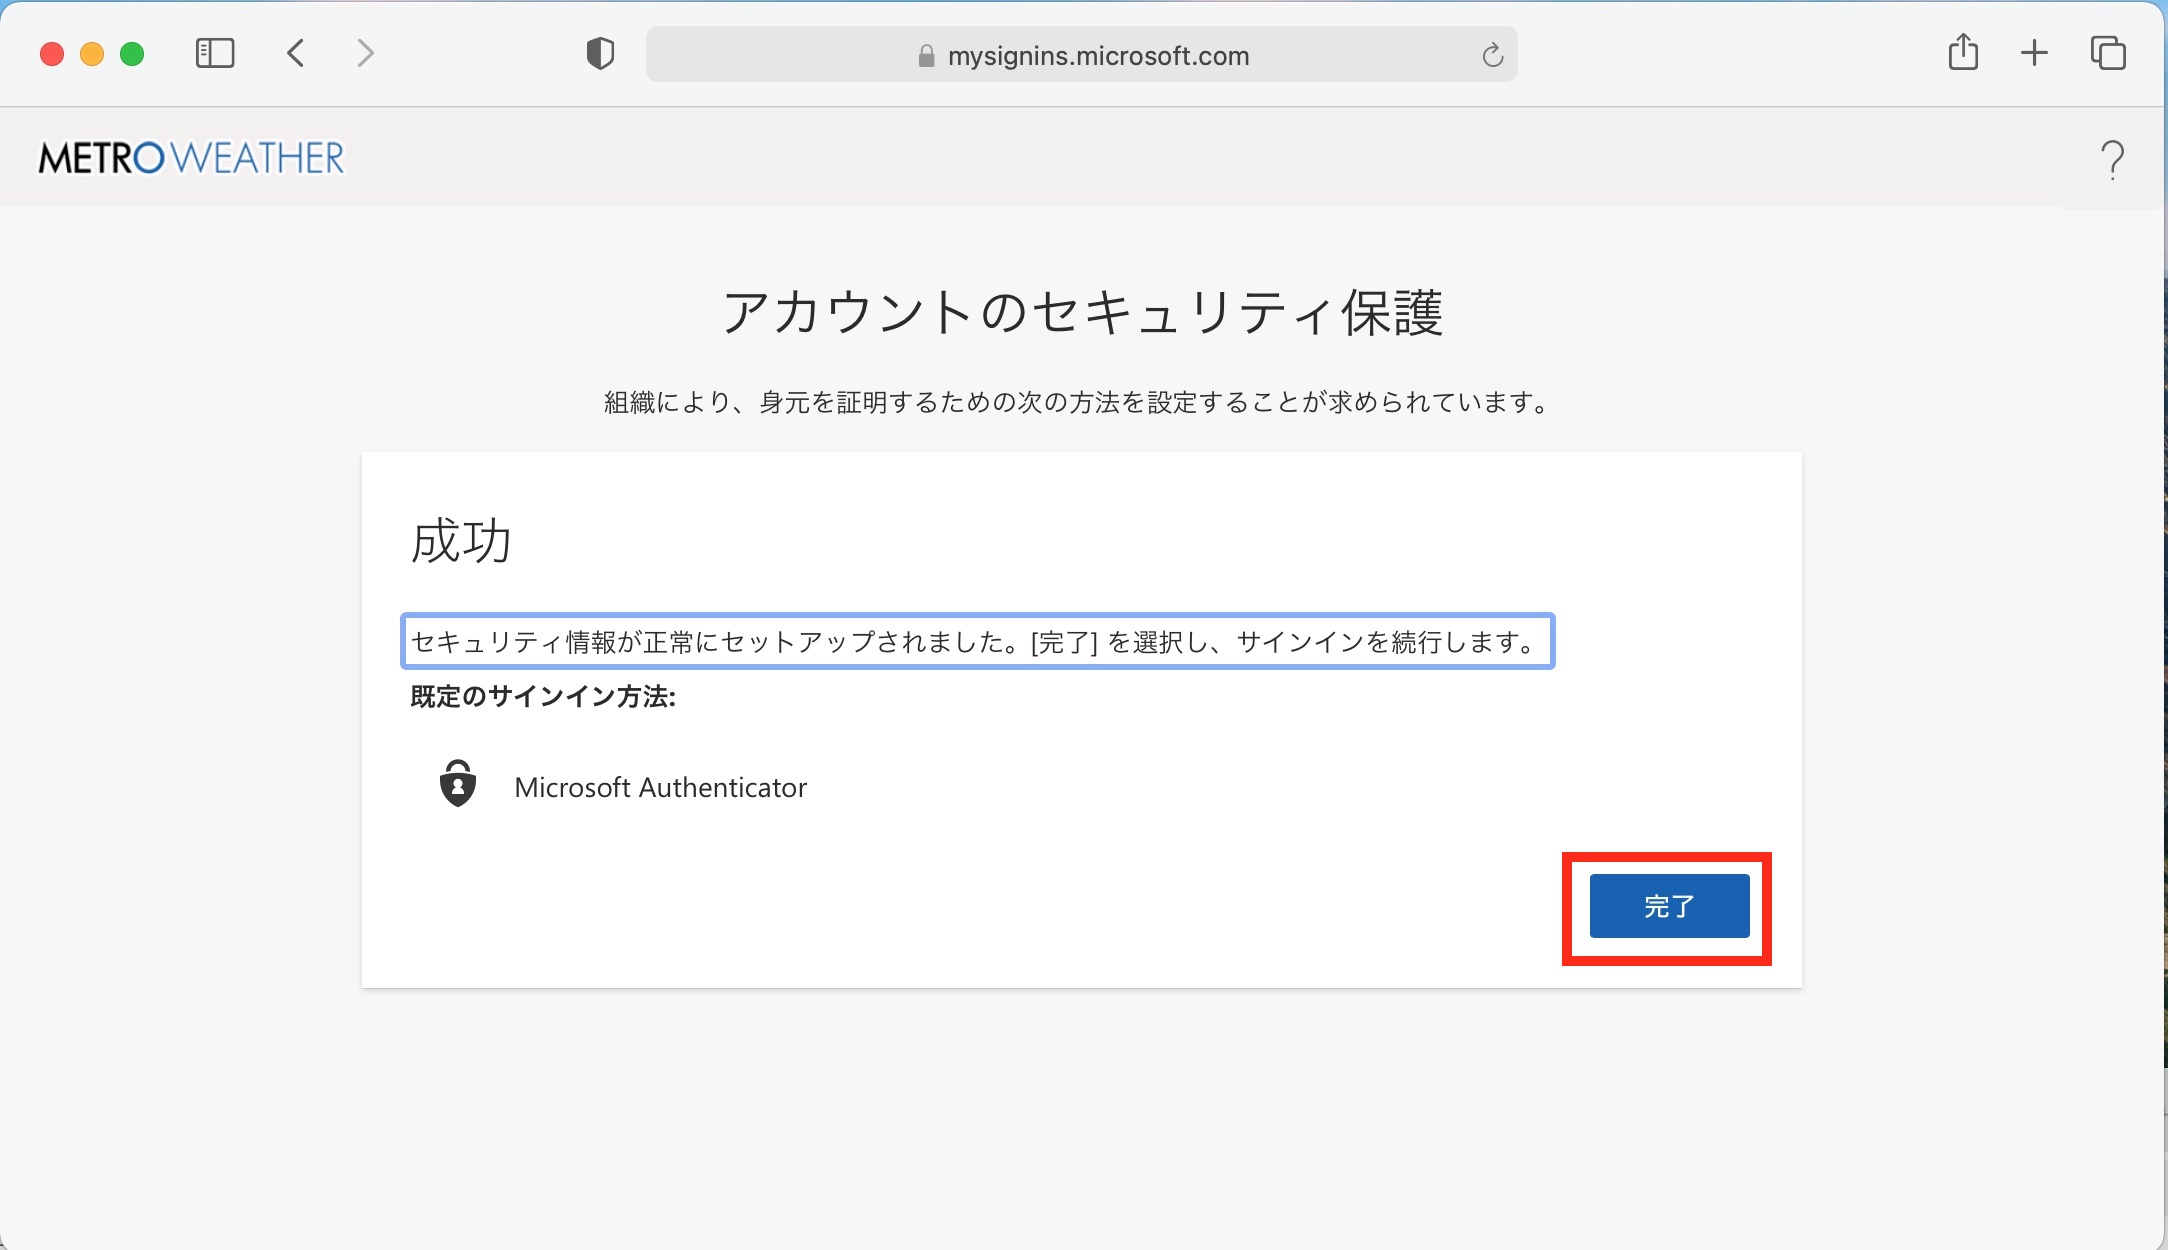 mysignins.microsoft.com
METROWEATHER
アカウントのセキュリティ保護
組織により、身元を証明するための次の方法を設定することが求められています。
成功
セキュリティ情報が正常にセットアップされました。[完了] を選択し、サインインを続行します。
既定のサインイン方法:
Microsoft Authenticator
完了